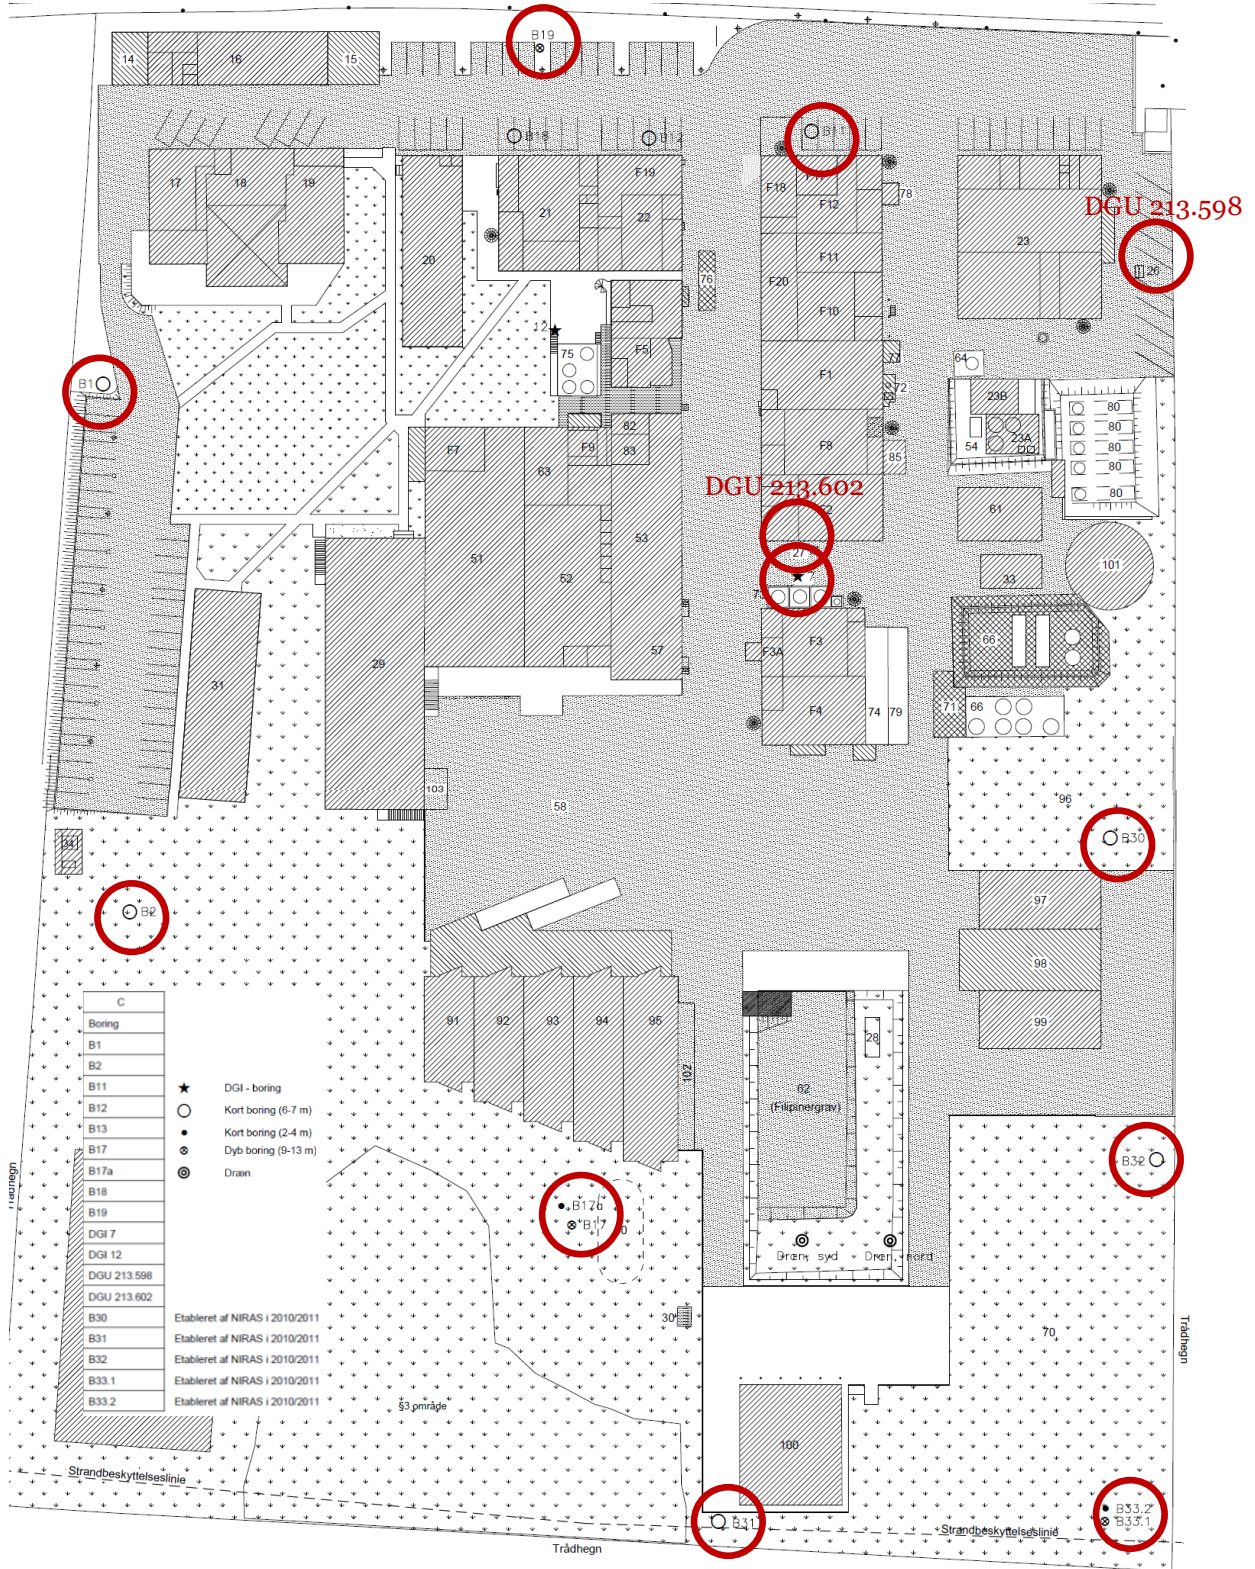 B19
14
16
15
B18
B12
B11
17
18
19
20
21
F19
22
F18
F17
F12
78
DGU 213.598
23
26
F11
F20
76
F10
12
75
F5
F1
77
72
64
23B
B1
80
80
80
80
80
54
23A
F7
63
F9
82
83
F8
85
DGU 213.602
F2
61
53
27
7
51
52
33
101
73
F3
F3A
66
57
29
31
F4
74
79
71
66
103
58
96
34
B30
B2
97
98
99
91
92
93
94
95
28
102
62
(Filipinergrav)
C
Boring
B1
B2
B11
B12
B13
B17
B17a
B18
B19
DGI 7
DGI 12
DGU 213.598
DGU 213.602
B30 Etableret af NIRAS i 2010/2011
B31 Etableret af NIRAS i 2010/2011
B32 Etableret af NIRAS i 2010/2011
B33.1 Etableret af NIRAS i 2010/2011
B33.2 Etableret af NIRAS i 2010/2011
DGI - boring
Kort boring (6-7 m)
Kort boring (2-4 m)
Dyb boring (9-13 m)
Dræn
Trådhegn
B32
B17a
B17
Dræn, syd
Dræn, nord
30
70
Trådhegn
§3 område
100
Strandbeskyttelseslinie
B31
B33.2
B33.1
Strandbeskyttelseslinie
Trådhegn